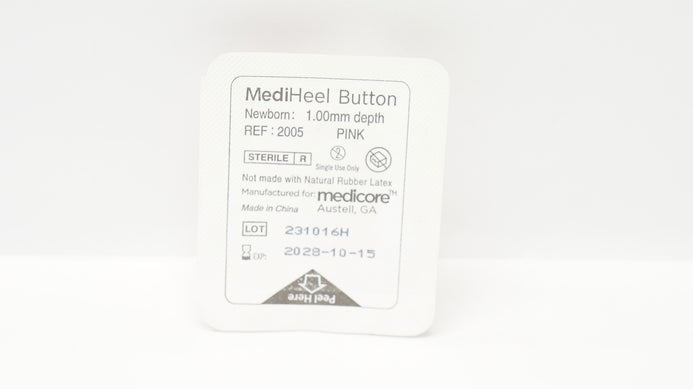 MediHeel Button
Newborn: 1.00mm depth
REF : 2005 PINK
STERILE R
2
Single Use Only
Not made with Natural Rubber Latex
Manufactured for: medicore™
Made in China Austell, GA
LOT 231016H
EXP: 2028-10-15
Peel Here